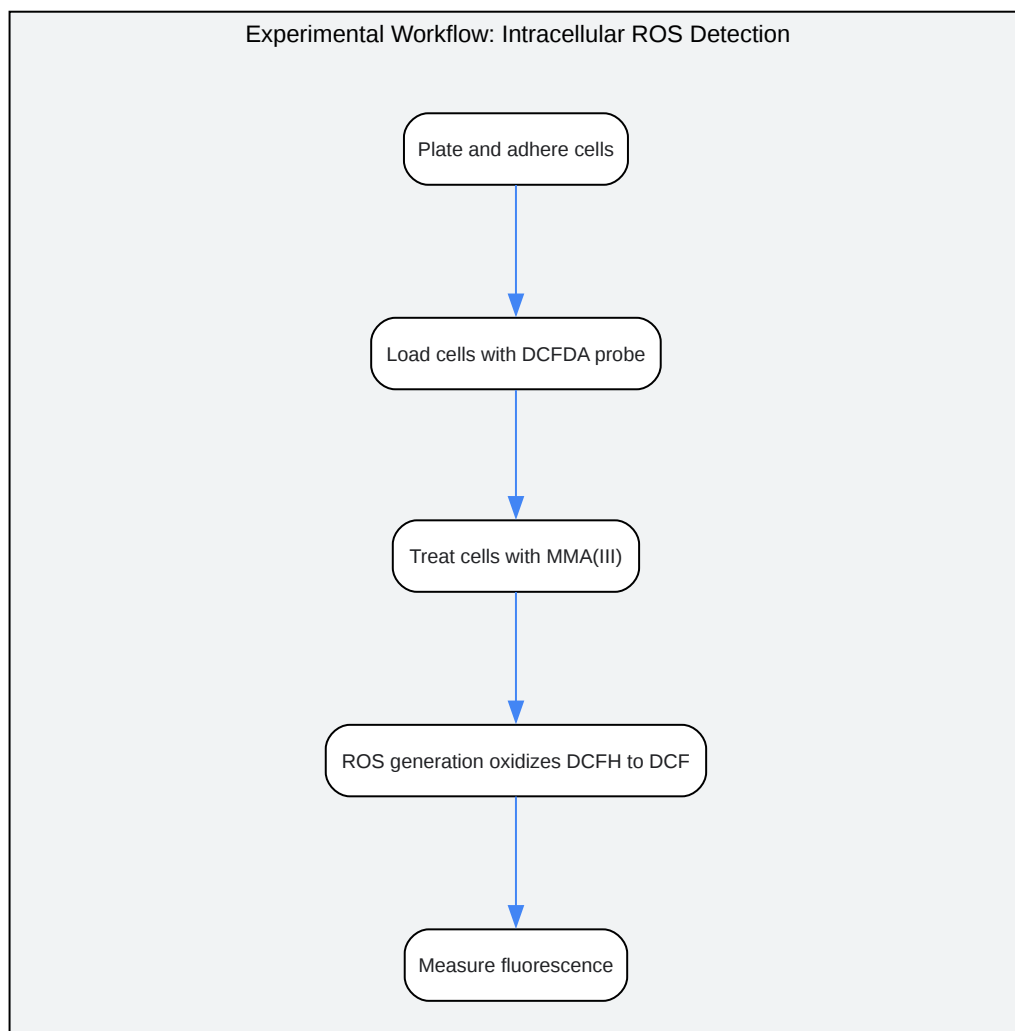 Experimental Workflow: Intracellular ROS Detection
Plate and adhere cells
Load cells with DCFDA probe
Treat cells with MMA(III)
ROS generation oxidizes DCFH to DCF
Measure fluorescence